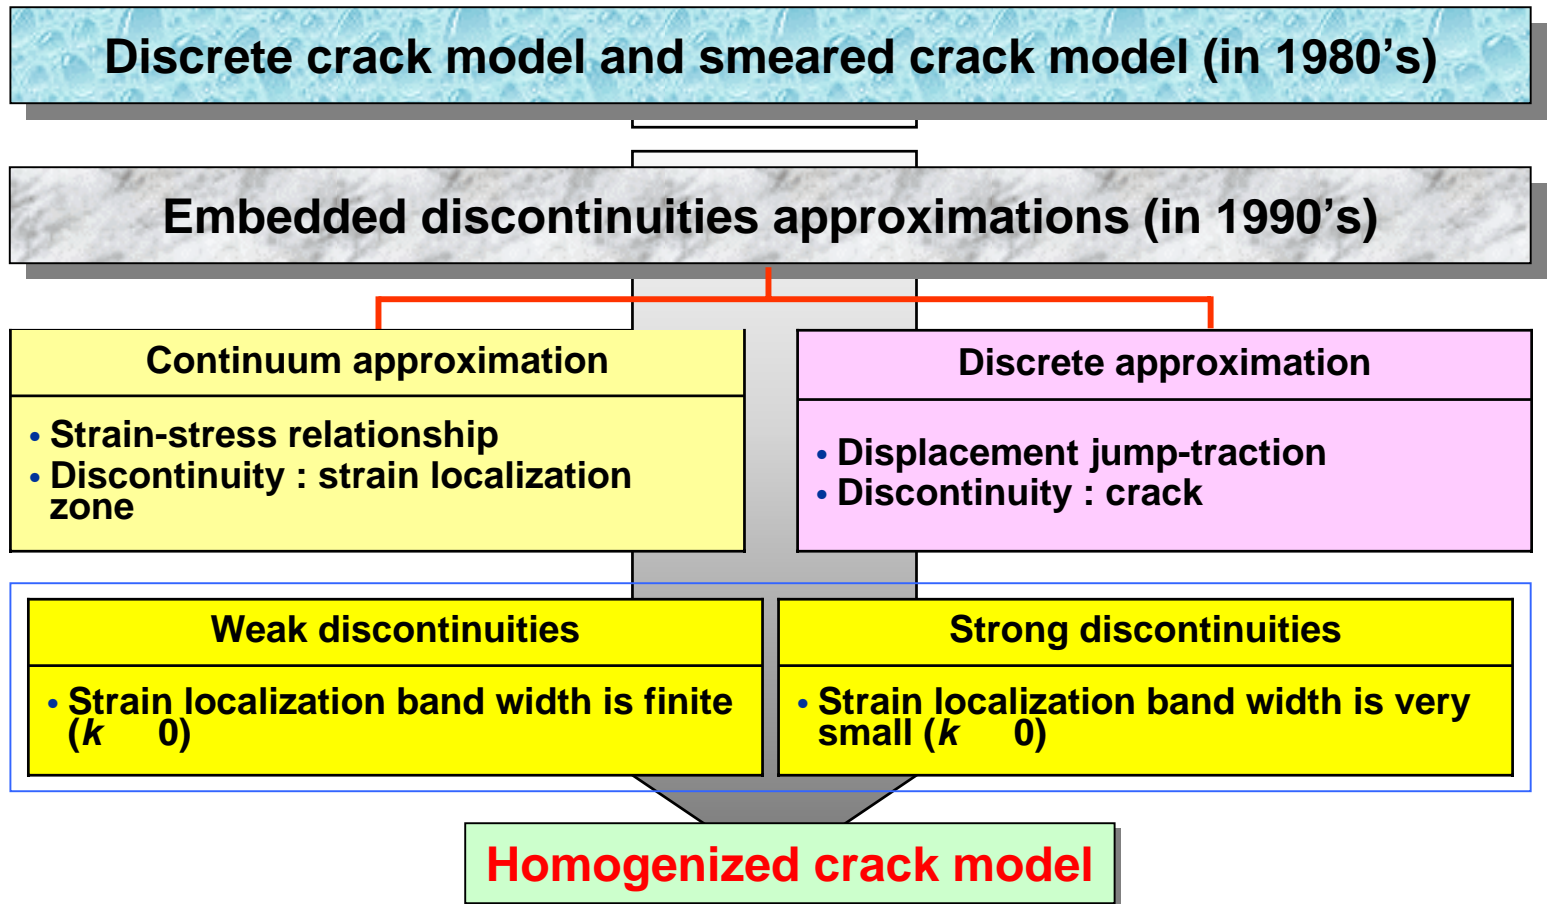 Discrete crack model and smeared crack model (in 1980's)
Embedded discontinuities approximations (in 1990's)
Continuum approximation
• Strain-stress relationship
• Discontinuity : strain localization
zone
Discrete approximation
• Displacement jump-traction
• Discontinuity : crack
Weak discontinuities
• Strain localization band width is finite
(k 0)
Strong discontinuities
• Strain localization band width is very
small (k 0)
Homogenized crack model